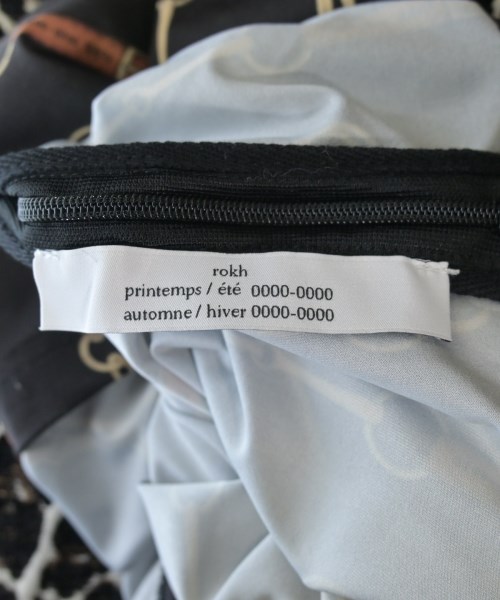 rokh
printemps / été 0000-0000
automne / hiver 0000-0000